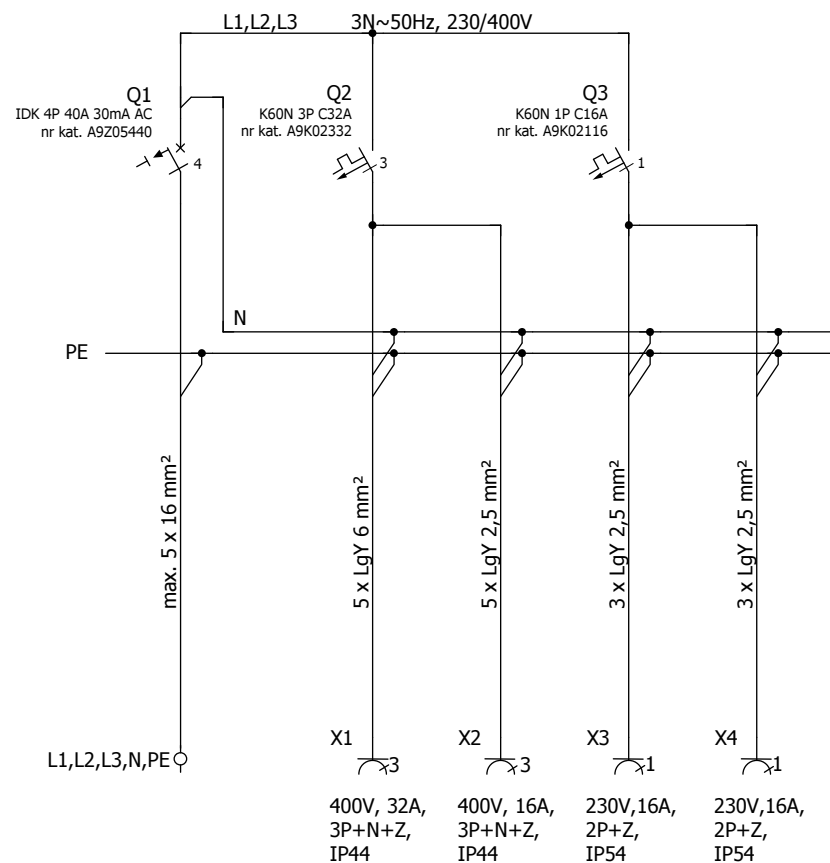 L1,L2,L3
3N~50Hz, 230/400V
Q1
IDK 4P 40A 30mA AC
nr kat. A9Z05440
4
Q2
K60N 3P C32A
nr kat. A9K02332
3
Q3
K60N 1P C16A
nr kat. A9K02116
1
N
PE
max. 5 x 16 mm²
5 x LgY 6 mm²
5 x LgY 2,5 mm²
3 x LgY 2,5 mm²
3 x LgY 2,5 mm²
L1,L2,L3,N,PE
X1
3
400V, 32A,
3P+N+Z,
IP44
X2
3
400V, 16A,
3P+N+Z,
IP44
X3
1
230V,16A,
2P+Z,
IP54
X4
1
230V,16A,
2P+Z,
IP54